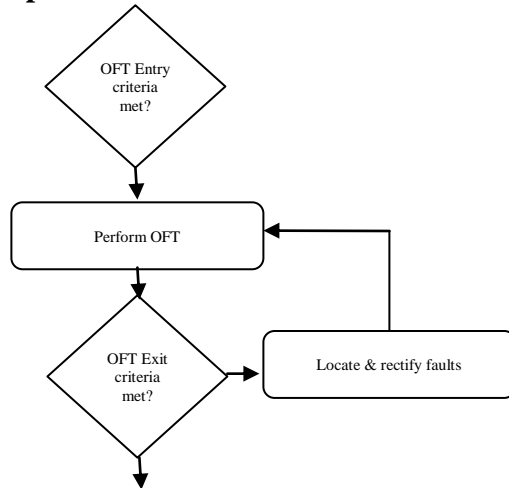 OFT Entry
criteria
met?
Perform OFT
OFT Exit
criteria
met?
Locate & rectify faults